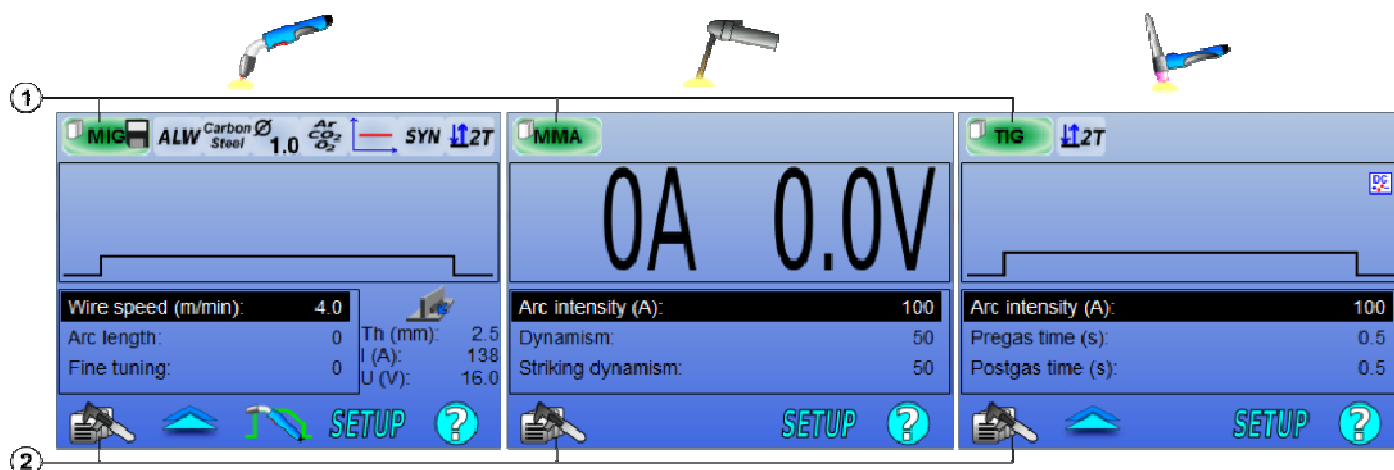 1
MIG ALW Carbon Steel Ø 1.0 Ar CO2 O2 SYN 2T
Wire speed (m/min): 4.0
Arc length: 0
Fine tuning: 0
Th (mm): 2.5
I (A): 138
U (V): 16.0
SETUP ?
MMA
0A 0.0V
Arc intensity (A): 100
Dynamism: 50
Striking dynamism: 50
SETUP ?
TIG 2T
DC
Arc intensity (A): 100
Pregas time (s): 0.5
Postgas time (s): 0.5
SETUP ?
2